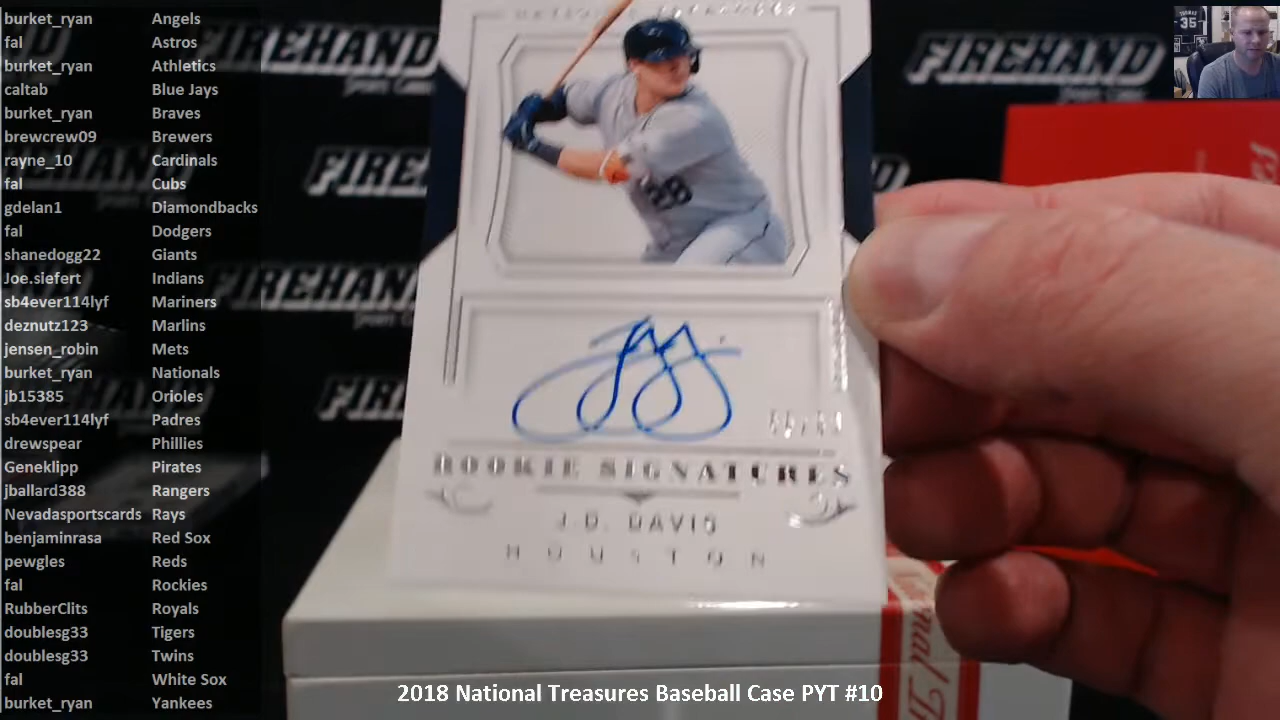 burket_ryan Angels
fal Astros
burket_ryan Athletics
caltab Blue Jays
burket_ryan Braves
brewcrew09 Brewers
rayne_10 Cardinals
fal Cubs
gdelan1 Diamondbacks
fal Dodgers
shanedogg22 Giants
Joe.siefert Indians
sb4ever114lyf Mariners
deznutz123 Marlins
jensen_robin Mets
burket_ryan Nationals
jb15385 Orioles
sb4ever114lyf Padres
drewspear Phillies
Geneklipp Pirates
jballard388 Rangers
Nevadasportscards Rays
benjaminrasa Red Sox
pewgles Reds
fal Rockies
RubberClits Royals
doublesg33 Tigers
doublesg33 Twins
fal White Sox
burket_ryan Yankees
FIREHAND
FIREHAND
FIREHAND
35
28
ROOKIE SIGNATURES
J.D. DAVIS
HOUSTON
2018 National Treasures Baseball Case PYT #10